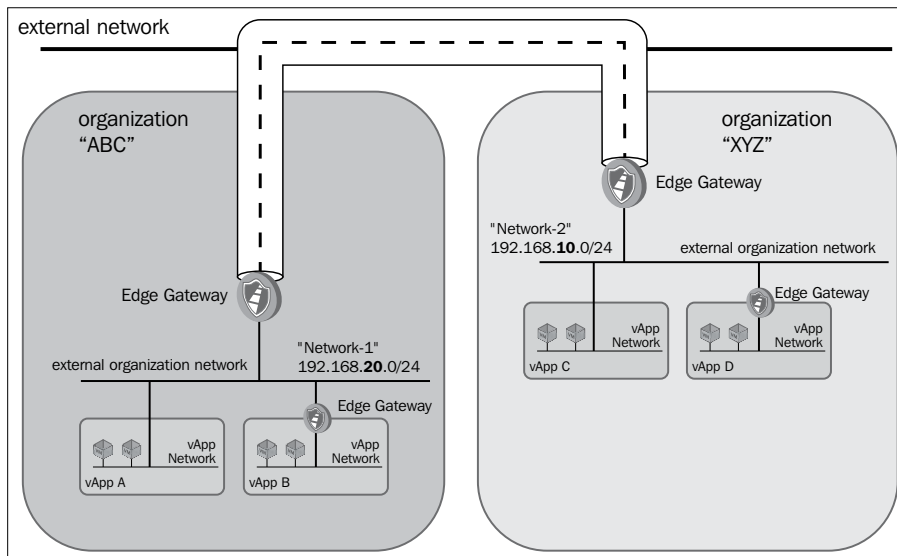 external network
organization
“ABC”
Edge Gateway
external organization network
"Network-1"
192.168.20.0/24
Edge Gateway
vApp
Network
vApp A
vApp
Network
vApp B
organization
“XYZ”
Edge Gateway
"Network-2"
192.168.10.0/24
external organization network
Edge Gateway
vApp
Network
vApp C
vApp
Network
vApp D